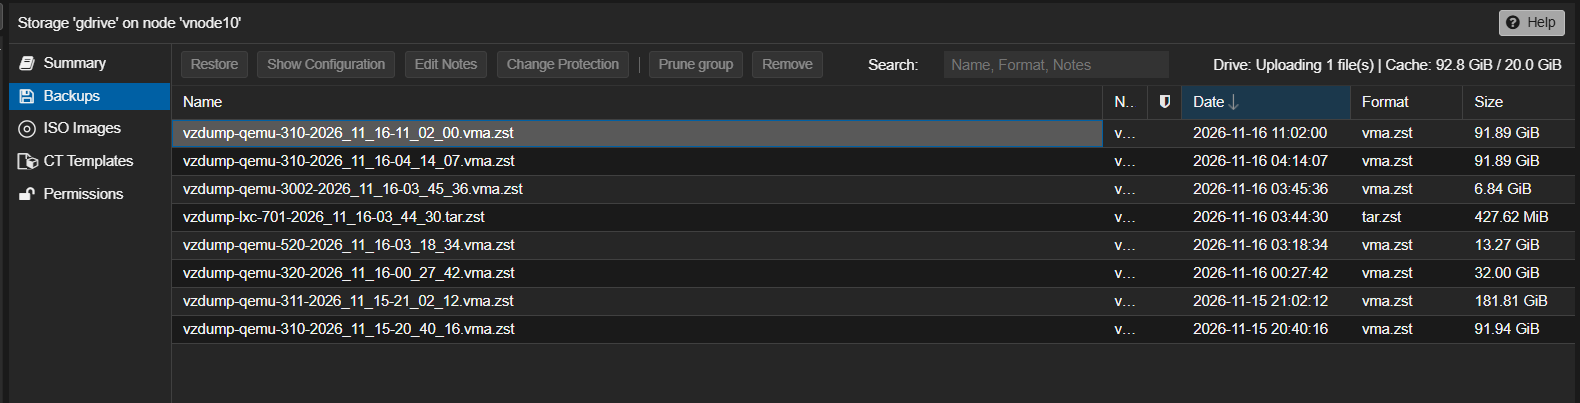 Storage 'gdrive' on node 'vnode10'
Help
Summary
Backups
ISO Images
CT Templates
Permissions
Restore Show Configuration Edit Notes Change Protection Prune group Remove Search: Name, Format, Notes Drive: Uploading 1 file(s) | Cache: 92.8 GiB / 20.0 GiB
Name N.. Date Format Size
vzdump-qemu-310-2026_11_16-11_02_00.vma.zst v... 2026-11-16 11:02:00 vma.zst 91.89 GiB
vzdump-qemu-310-2026_11_16-04_14_07.vma.zst v... 2026-11-16 04:14:07 vma.zst 91.89 GiB
vzdump-qemu-3002-2026_11_16-03_45_36.vma.zst v... 2026-11-16 03:45:36 vma.zst 6.84 GiB
vzdump-lxc-701-2026_11_16-03_44_30.tar.zst v... 2026-11-16 03:44:30 tar.zst 427.62 MiB
vzdump-qemu-520-2026_11_16-03_18_34.vma.zst v... 2026-11-16 03:18:34 vma.zst 13.27 GiB
vzdump-qemu-320-2026_11_16-00_27_42.vma.zst v... 2026-11-16 00:27:42 vma.zst 32.00 GiB
vzdump-qemu-311-2026_11_15-21_02_12.vma.zst v... 2026-11-15 21:02:12 vma.zst 181.81 GiB
vzdump-qemu-310-2026_11_15-20_40_16.vma.zst v... 2026-11-15 20:40:16 vma.zst 91.94 GiB